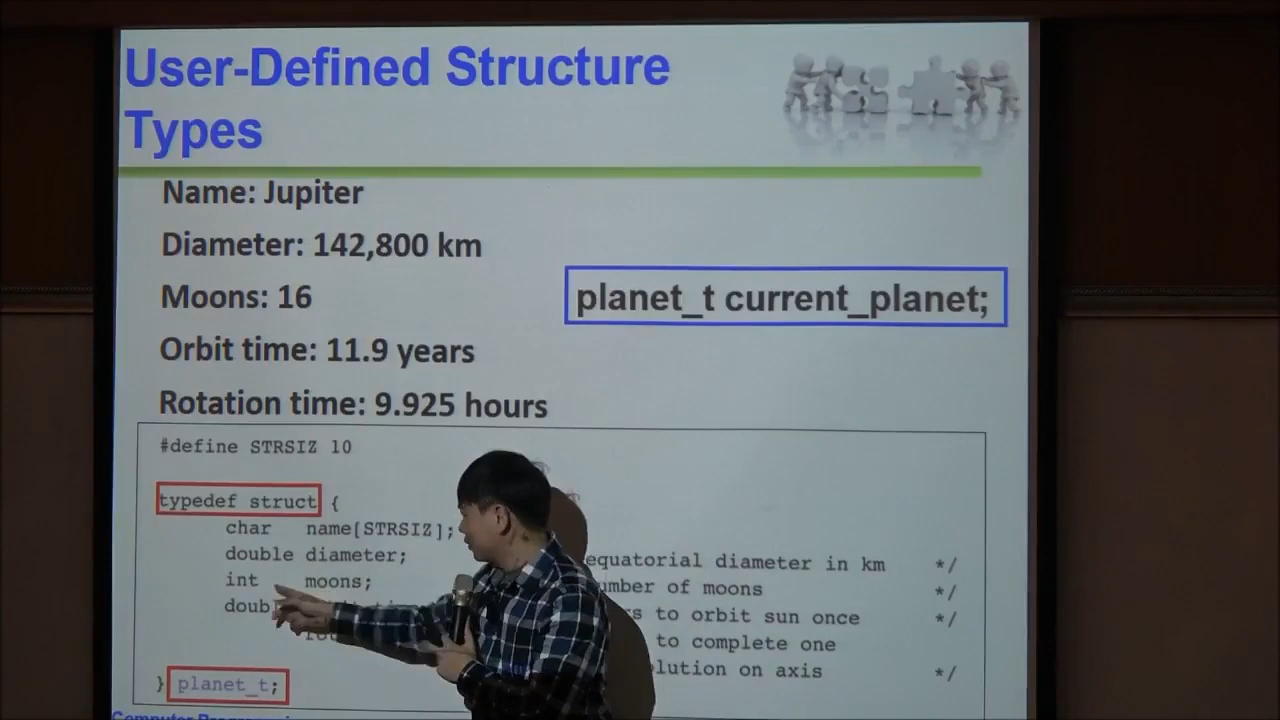 User-Defined Structure
Types
Name: Jupiter
Diameter: 142,800 km
Moons: 16
planet_t current_planet;
Orbit time: 11.9 years
Rotation time: 9.925 hours
#define STRSIZ 10
typedef struct {
char name[STRSIZ];
double diameter; equatorial diameter in km */
int moons; of moons */
to orbit sun once */
to complete one
on axis */
} planet_t;